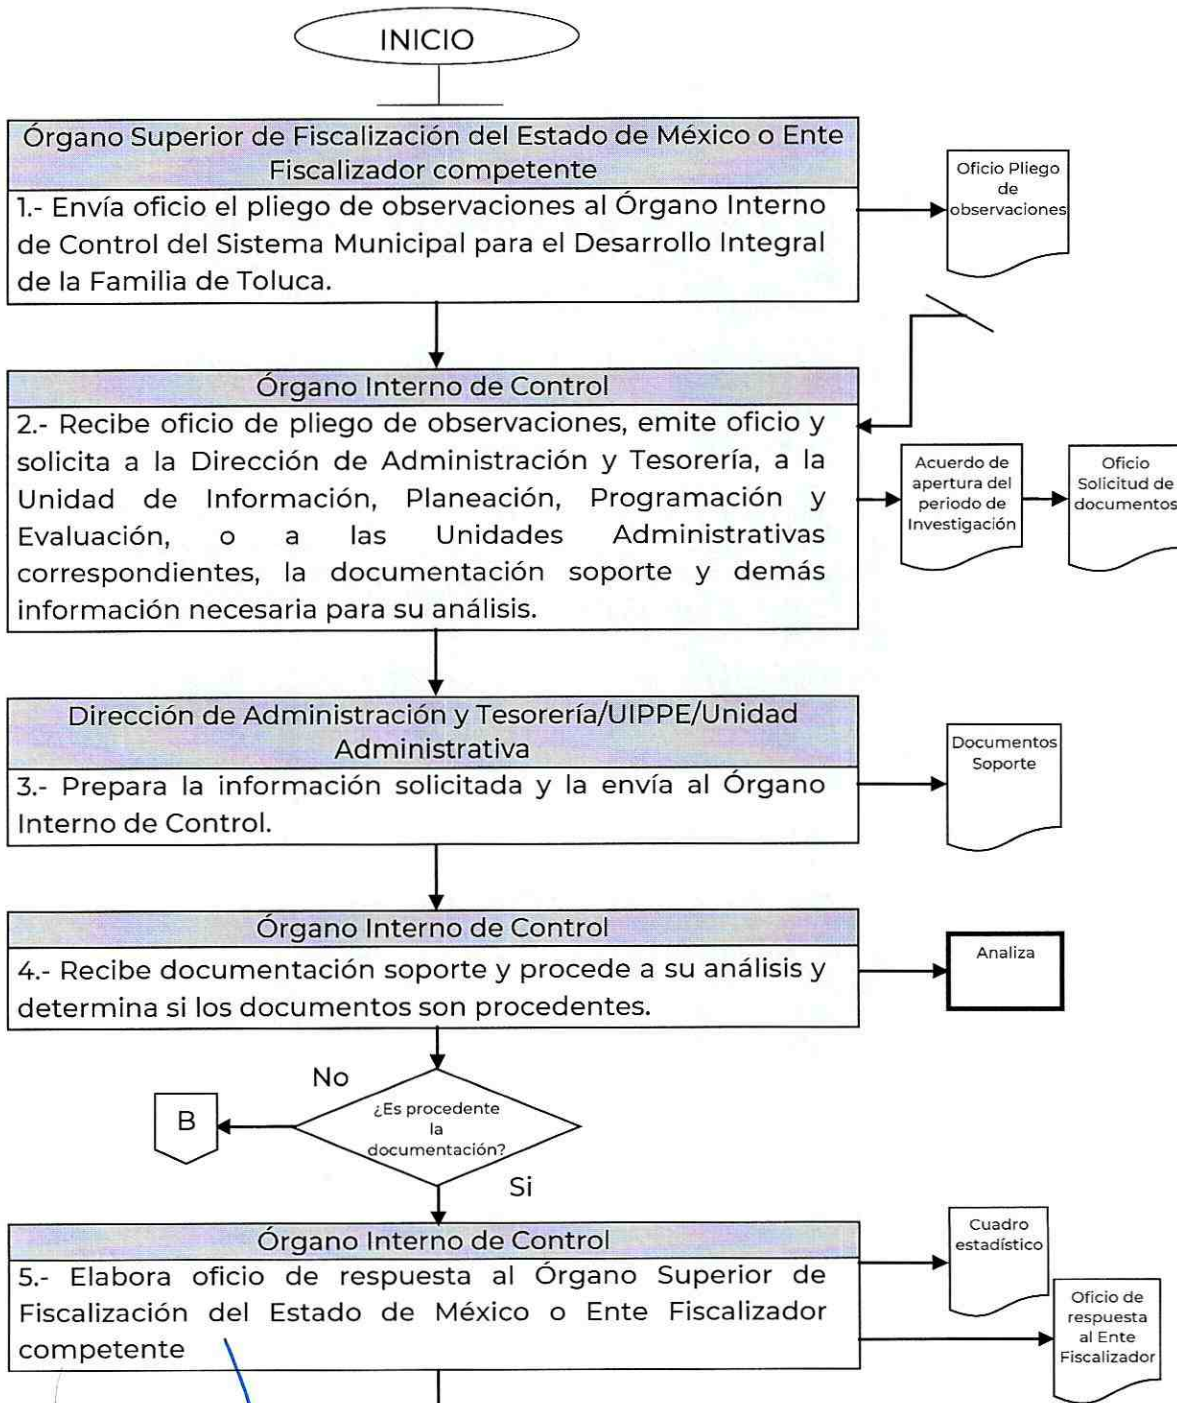 INICIO
Órgano Superior de Fiscalización del Estado de México o Ente
Fiscalizador competente
1.- Envía oficio el pliego de observaciones al Órgano Interno
de Control del Sistema Municipal para el Desarrollo Integral
de la Familia de Toluca.
Oficio Pliego
de
observaciones
Órgano Interno de Control
2.- Recibe oficio de pliego de observaciones, emite oficio y
solicita a la Dirección de Administración y Tesorería, a la
Unidad de Información, Planeación, Programación y
Evaluación, o a las Unidades Administrativas
correspondientes, la documentación soporte y demás
información necesaria para su análisis.
Acuerdo de
apertura del
periodo de
Investigación
Oficio
Solicitud de
documentos
Dirección de Administración y Tesorería/UIPPE/Unidad
Administrativa
3.- Prepara la información solicitada y la envía al Órgano
Interno de Control.
Documentos
Soporte
Órgano Interno de Control
4.- Recibe documentación soporte y procede a su análisis y
determina si los documentos son procedentes.
Analiza
No
B
¿Es procedente
la
documentación?
Si
Órgano Interno de Control
5.- Elabora oficio de respuesta al Órgano Superior de
Fiscalización del Estado de México o Ente Fiscalizador
competente
Cuadro
estadístico
Oficio de
respuesta
al Ente
Fiscalizador